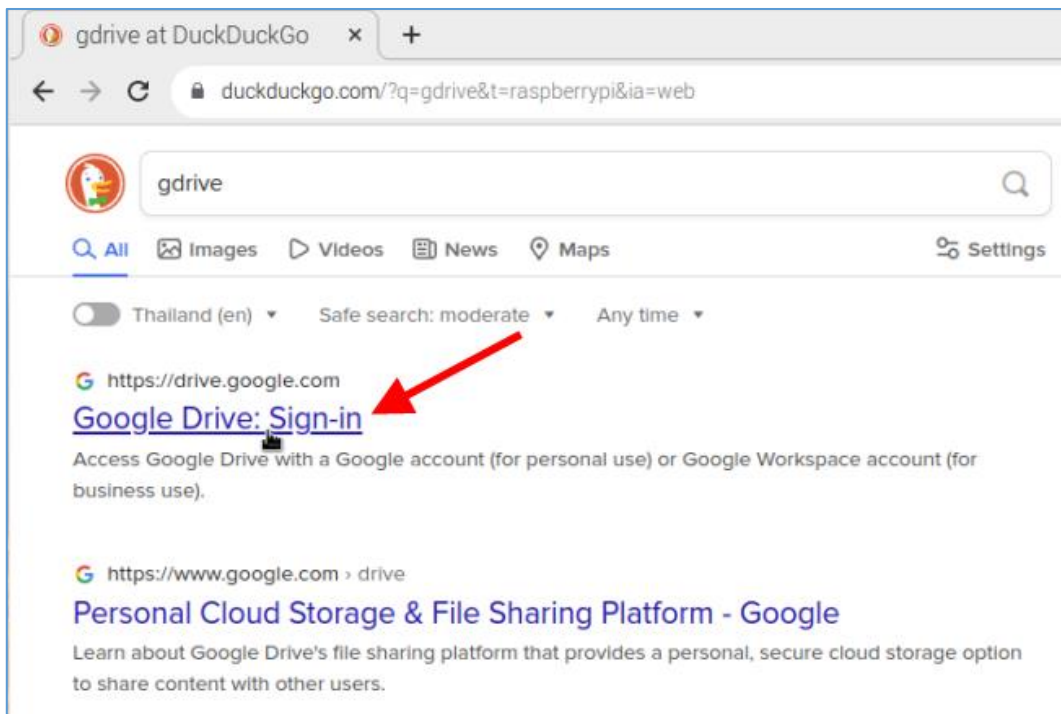 gdrive at DuckDuckGo × +
duckduckgo.com/?q=gdrive&t=raspberrypi&ia=web
gdrive
All Images Videos News Maps Settings
Thailand (en) Safe search: moderate Any time
G https://drive.google.com
Google Drive: Sign-in
Access Google Drive with a Google account (for personal use) or Google Workspace account (for
business use).
G https://www.google.com › drive
Personal Cloud Storage & File Sharing Platform - Google
Learn about Google Drive's file sharing platform that provides a personal, secure cloud storage option
to share content with other users.